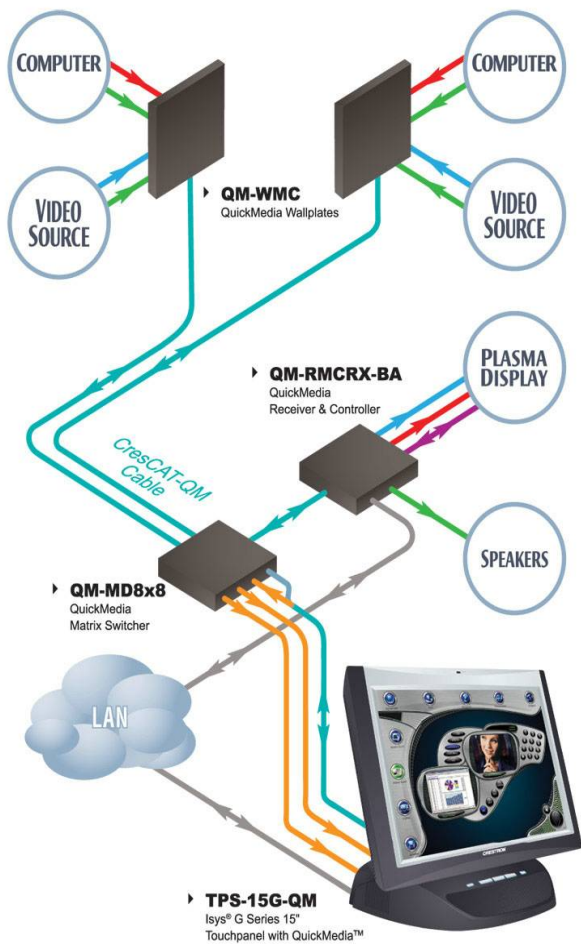 COMPUTER
COMPUTER
VIDEO
SOURCE
VIDEO
SOURCE
QM-WMC
QuickMedia Wallplates
PLASMA
DISPLAY
QM-RMCRX-BA
QuickMedia
Receiver & Controller
CresCAT-QM
Cable
SPEAKERS
QM-MD8x8
QuickMedia
Matrix Switcher
LAN
CRESTRON
TPS-15G-QM
Isys® G Series 15"
Touchpanel with QuickMedia™